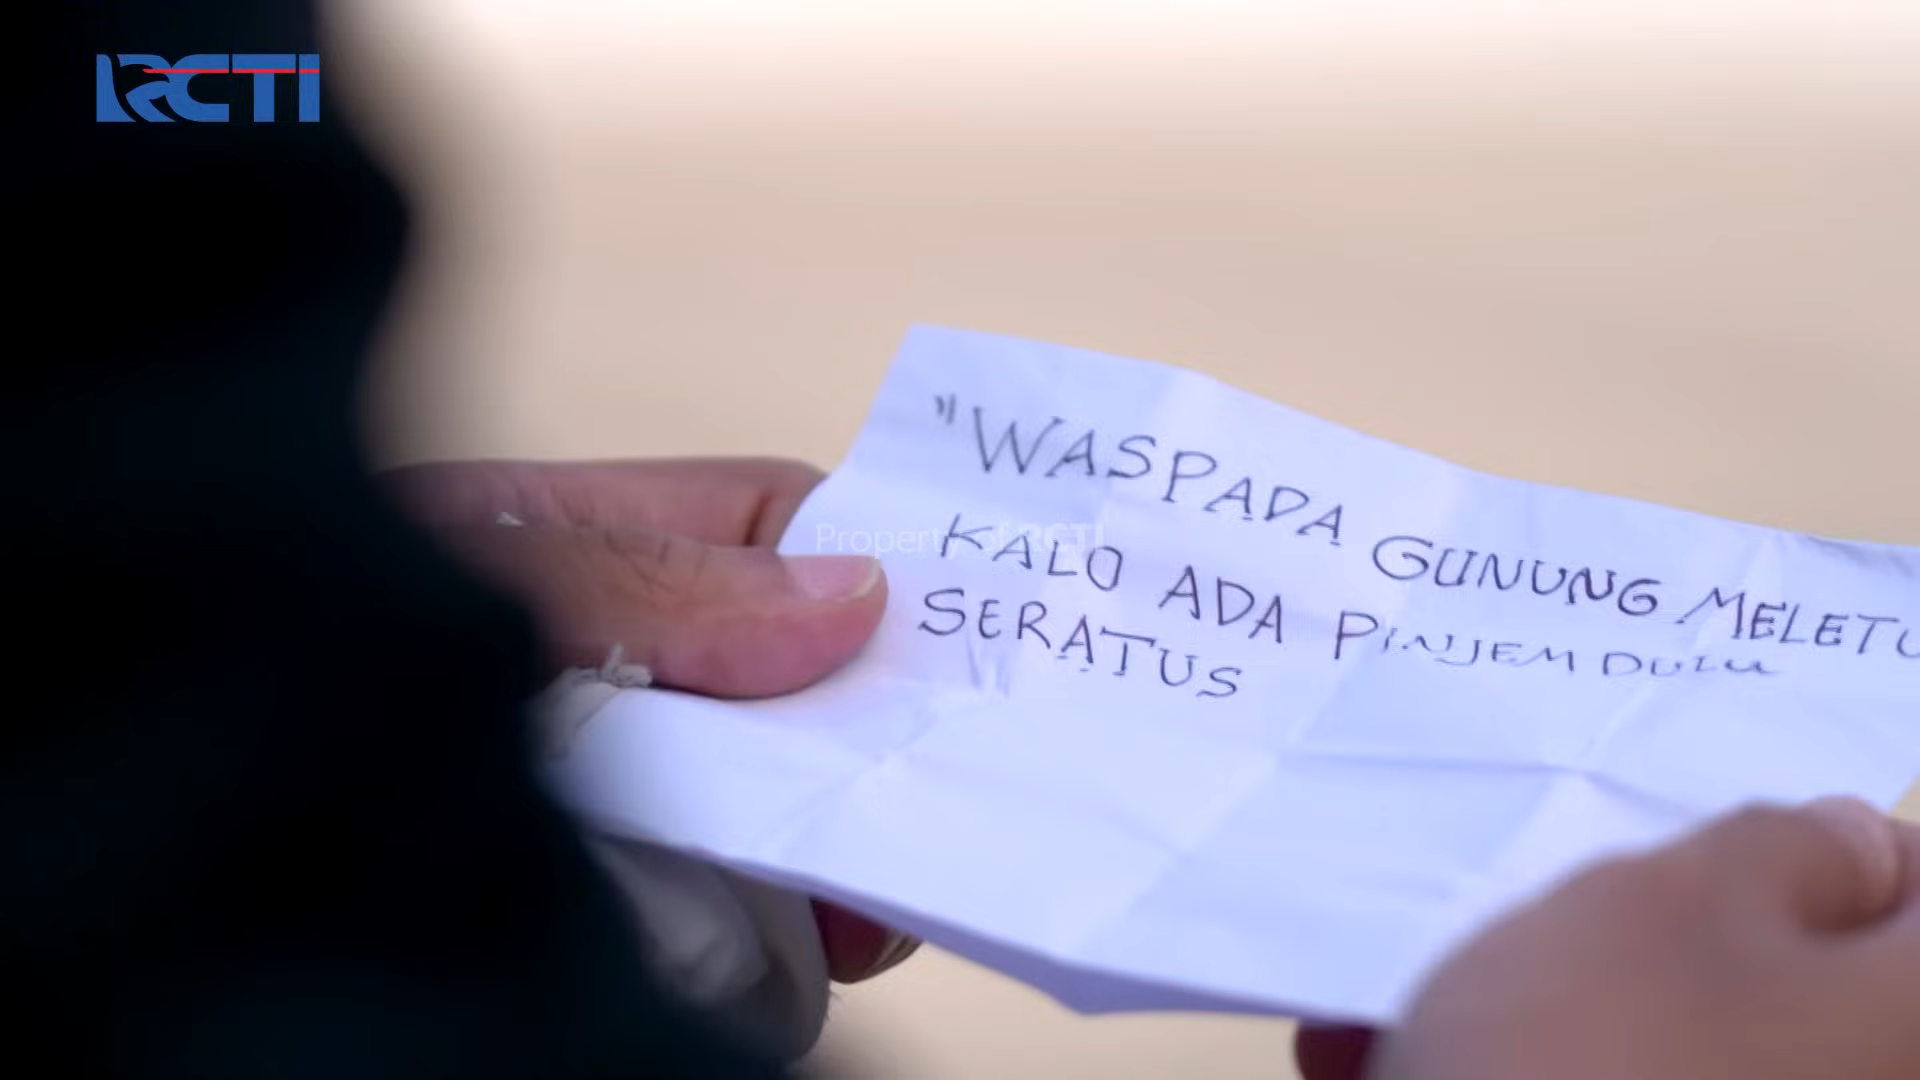 RCTI
"WASPADA GUNUNG MELETU
KALO ADA PINJEM DULU
SERATUS
Property of RCTI